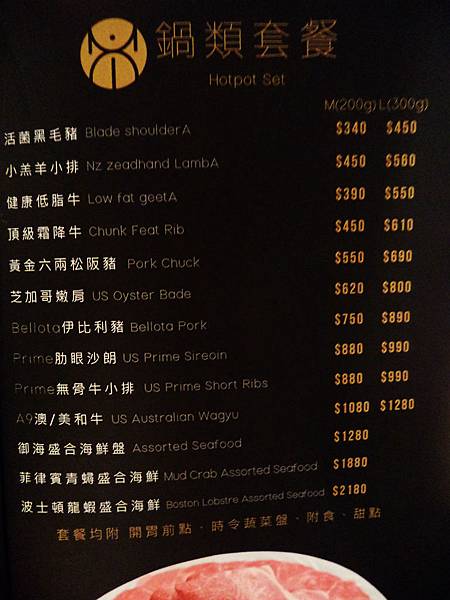 鍋類套餐
Hotpot Set
M(200g) L(300g)
活菌黑毛豬 Blade shoulderA $340 $450
小羔羊小排 Nz zeadhand LambA $450 $560
健康低脂牛 Low fat geetA $390 $550
頂級霜降牛 Chunk Feat Rib $450 $610
黃金六兩松阪豬 Pork Chuck $550 $690
芝加哥嫩肩 US Oyster Bade $620 $800
Bellota伊比利豬 Bellota Pork $750 $890
Prime肋眼沙朗 US Prime Sireoin $880 $990
Prime無骨牛小排 US Prime Short Ribs $880 $990
A9澳/美和牛 US Australian Wagyu $1080 $1280
御海盛合海鮮盤 Assorted Seafood $1280
菲律賓青蟳盛合海鮮 Mud Crab Assorted Seafood $1880
波士頓龍蝦盛合海鮮 Boston Lobstre Assorted Seafood $2180
套餐均附 開胃前點、時令蔬菜盤、附食、甜點